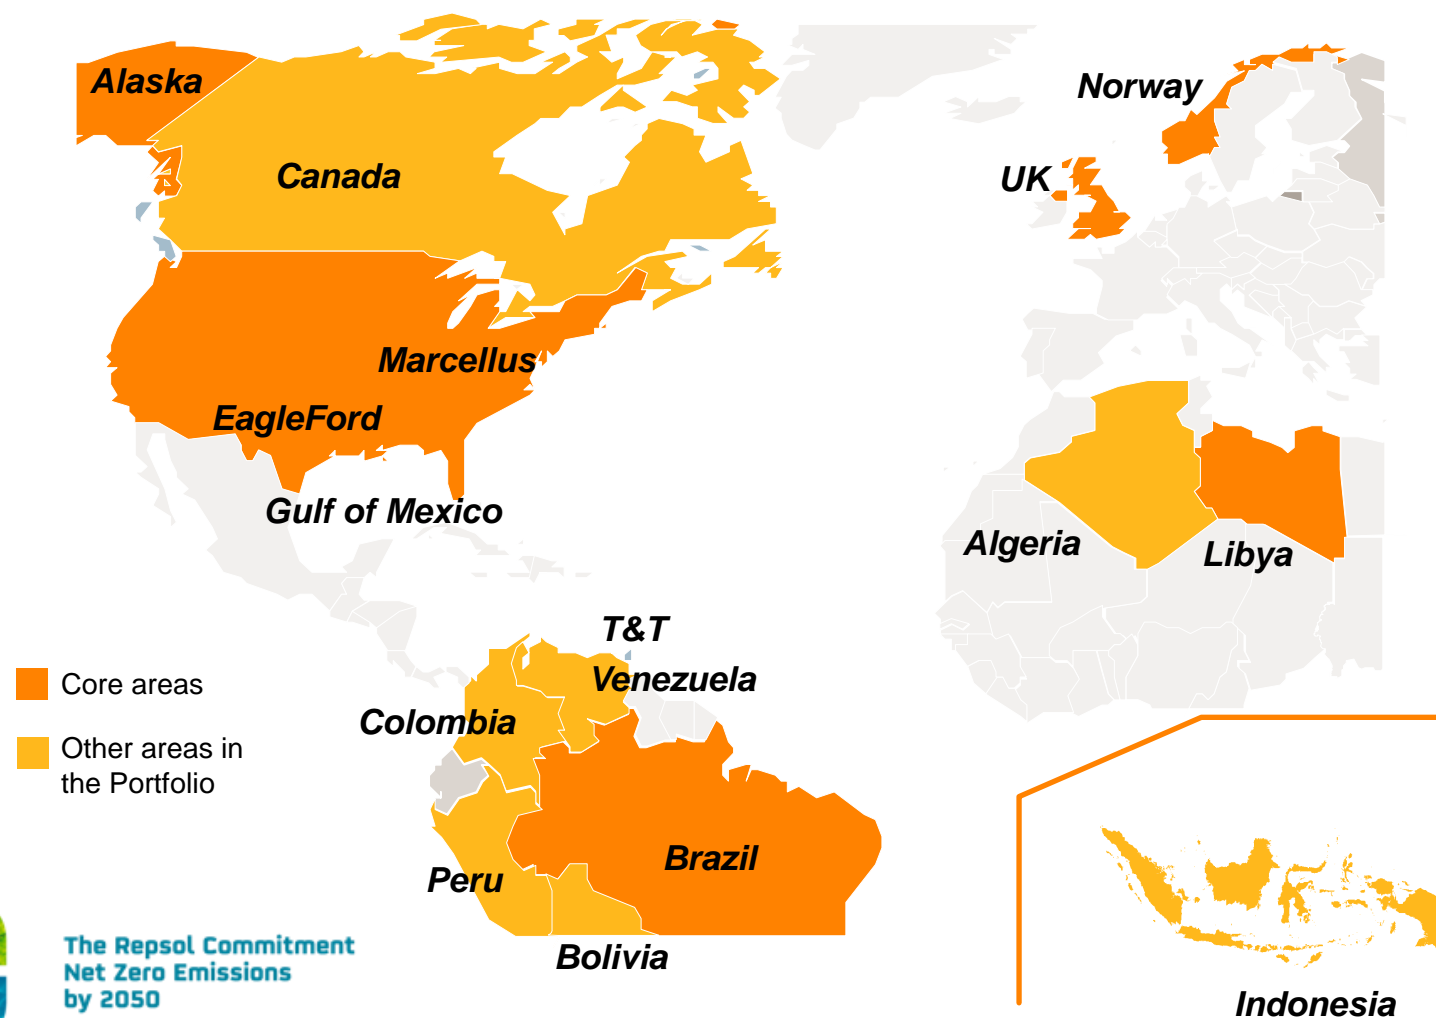 Alaska
Norway
Canada
UK
Marcellus
EagleFord
Gulf of Mexico
Algeria
Libya
T&T
Venezuela
Core areas
Colombia
Other areas in
the Portfolio
Brazil
Peru
The Repsol Commitment
Net Zero Emissions
by 2050
Bolivia
Indonesia